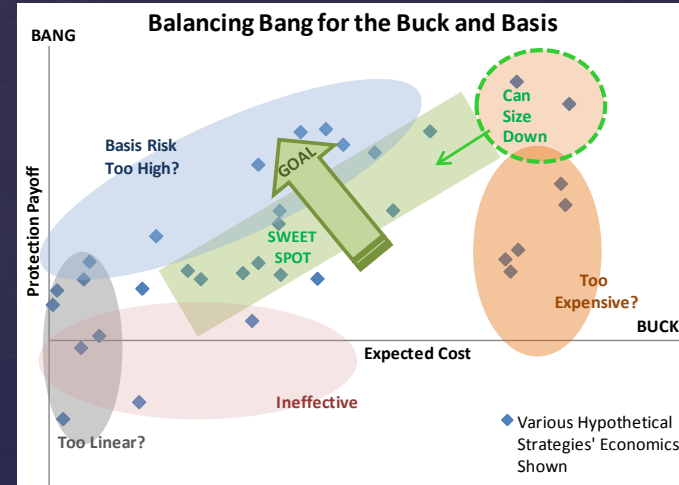 Balancing Bang for the Buck and Basis
BANG
Can
Size
Down
Basis Risk
Too High?
GOAL
Protection Payoff
SWEET
SPOT
Too
Expensive?
BUCK
Expected Cost
Ineffective
Too Linear?
Various Hypothetical
Strategies' Economics
Shown